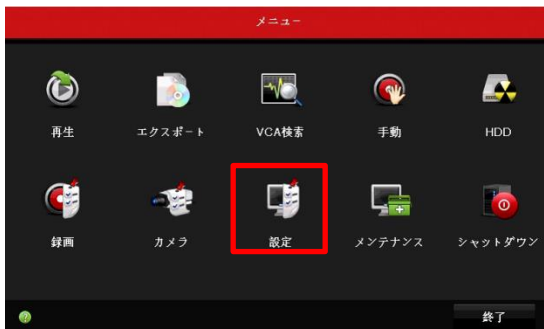 メニュー
再生 エクスポート VCA検索 手動 HDD
録画 カメラ 設定 メンテナンス シャットダウン
終了